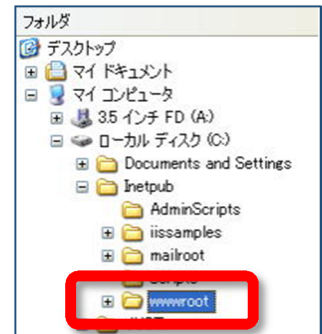 フォルダ
デスクトップ
マイ ドキュメント
マイ コンピュータ
3.5 インチ FD (A:)
ローカル ディスク (C:)
Documents and Settings
Inetpub
AdminScripts
iissamples
mailroot
wwwroot